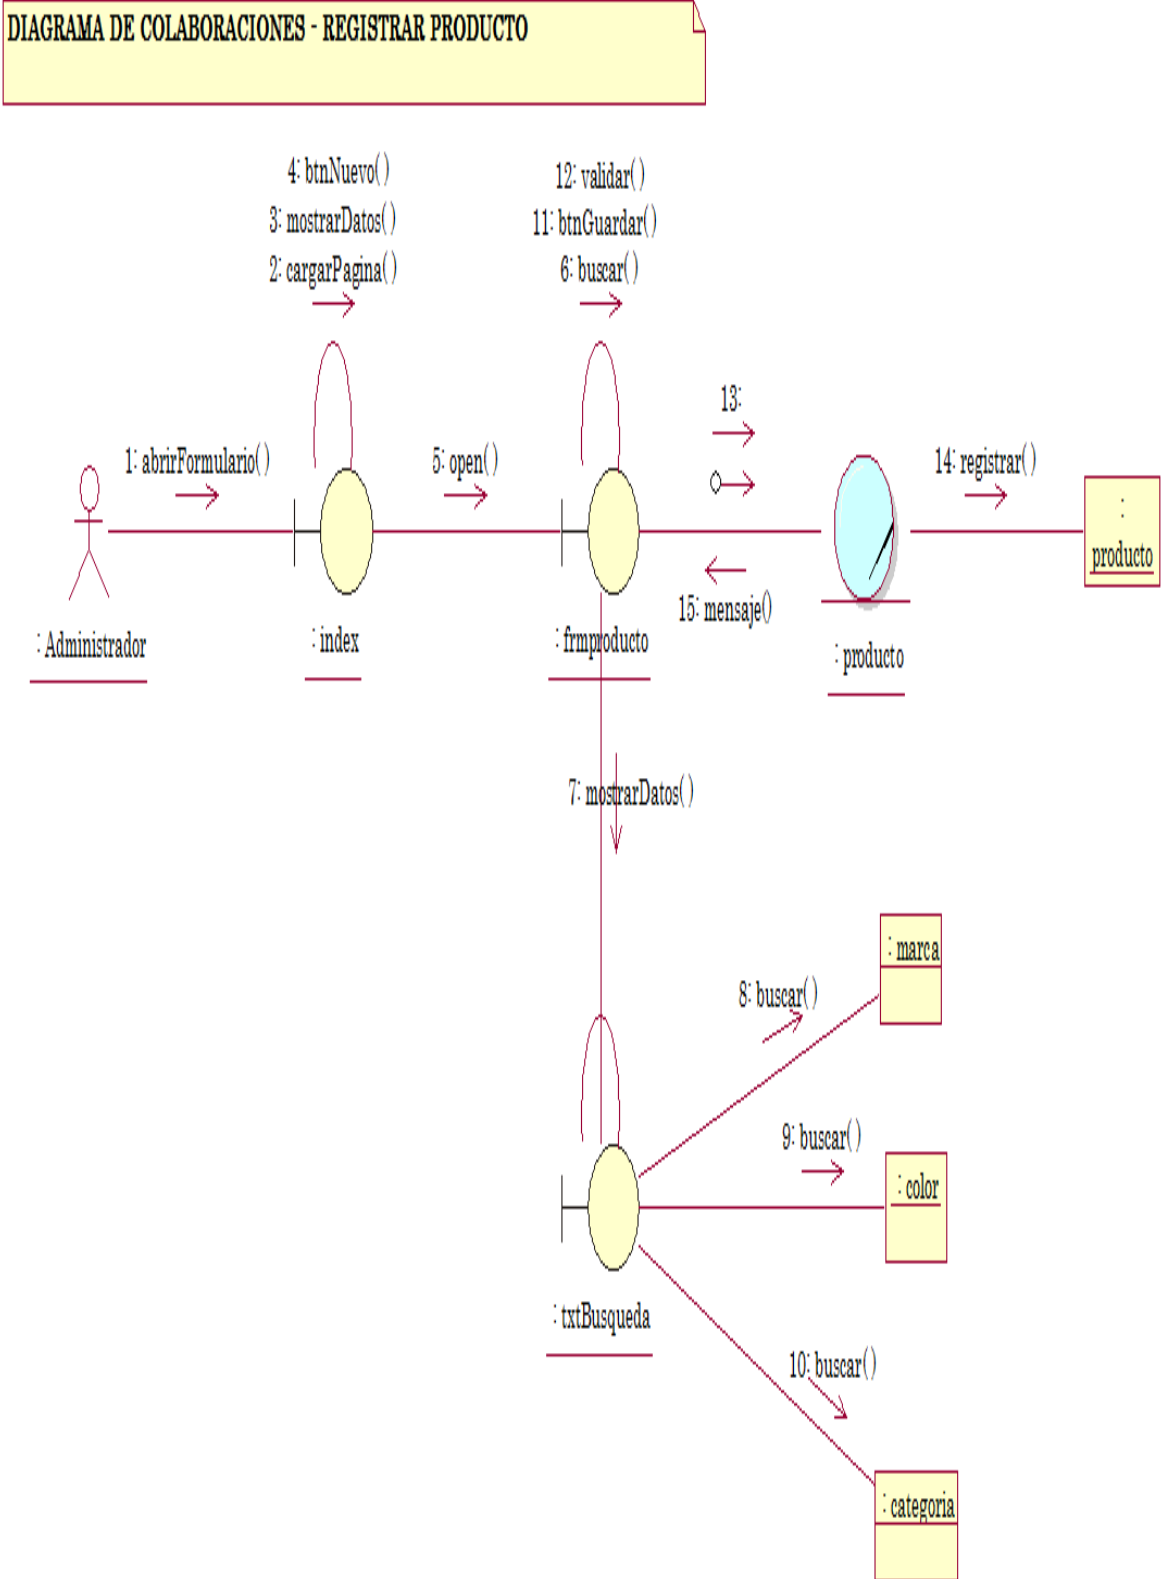 DIAGRAMA DE COLABORACIONES - REGISTRAR PRODUCTO
4: btnNuevo( )
3: mostrarDatos( )
2: cargarPagina( )
12: validar( )
11: btnGuardar( )
6: buscar( )
1: abrirFormulario( )
5: open( )
13:
14: registrar( )
15: mensaje()
: Administrador
: index
: frmproducto
: producto
:
producto
7: mostrarDatos( )
8: buscar( )
: marca
9: buscar( )
: color
: txtBusqueda
10: buscar( )
: categoria